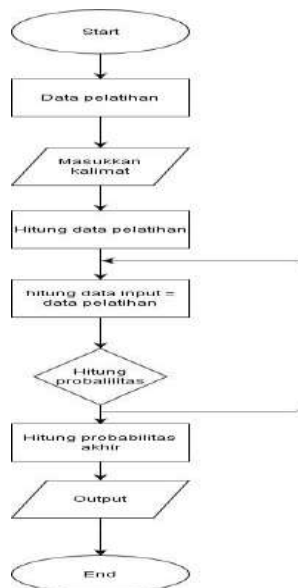 Start
Data pelatihan
Masukkan
kalimat
Hitung data pelatihan
hitung data input =
data pelatihan
Hitung
probalilitas
Hitung probabilitas
akhir
Output
End